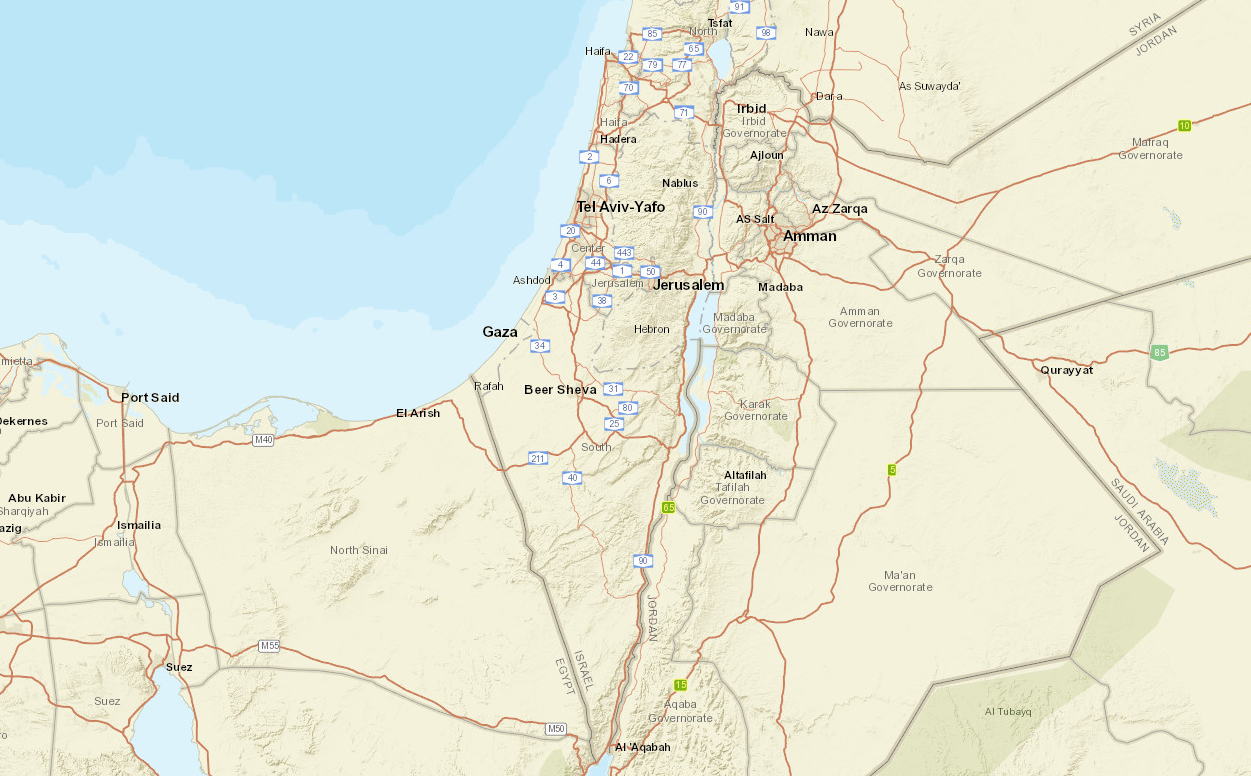 91
Tsfat
North
98
Nawa
SYRIA
JORDAN
85
65
Haifa
22
79
77
70
Dar'a
As Suwayda'
71
Irbid
Irbid
Governorate
10
Haifa
Hadera
Mafraq
Governorate
2
Ajloun
6
Nablus
Tel Aviv-Yafo
90
AS Salt
Az Zarqa
20
Amman
Center
443
4
44
1
50
Zarqa
Governorate
Ashdod
Jerusalem
Jerusalem
Madaba
3
38
Amman
Governorate
Madaba
Governorate
Gaza
Hebron
34
85
mietta
Qurayyat
Rafah
Beer Sheva
31
Port Said
80
Karak
Governorate
El Arish
Dekernes
Port Said
25
M40
South
211
40
5
Altafilah
Tafilah
Governorate
SAUDI ARABIA
JORDAN
Abu Kabir
Sharqiyah
65
azig
Ismailia
Ismailia
North Sinai
90
Ma'an
Governorate
JORDAN
M55
ISRAEL
EGYPT
Suez
15
Suez
Aqaba
Governorate
Al Tubayq
M50
Al 'Aqabah